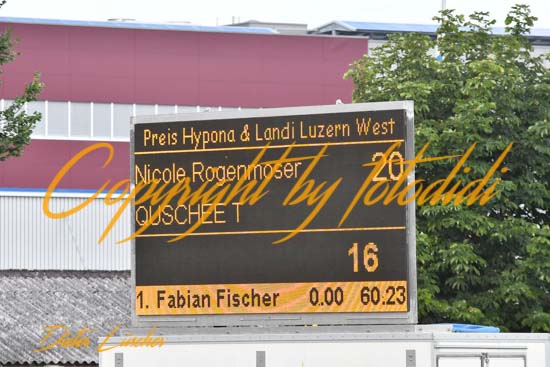 Preis Hypona & Landi Luzern West
Nicole Rogenmoser 20
QUSCHEE T
16
1. Fabian Fischer 0.00 60:23
Copyright by fotodidi